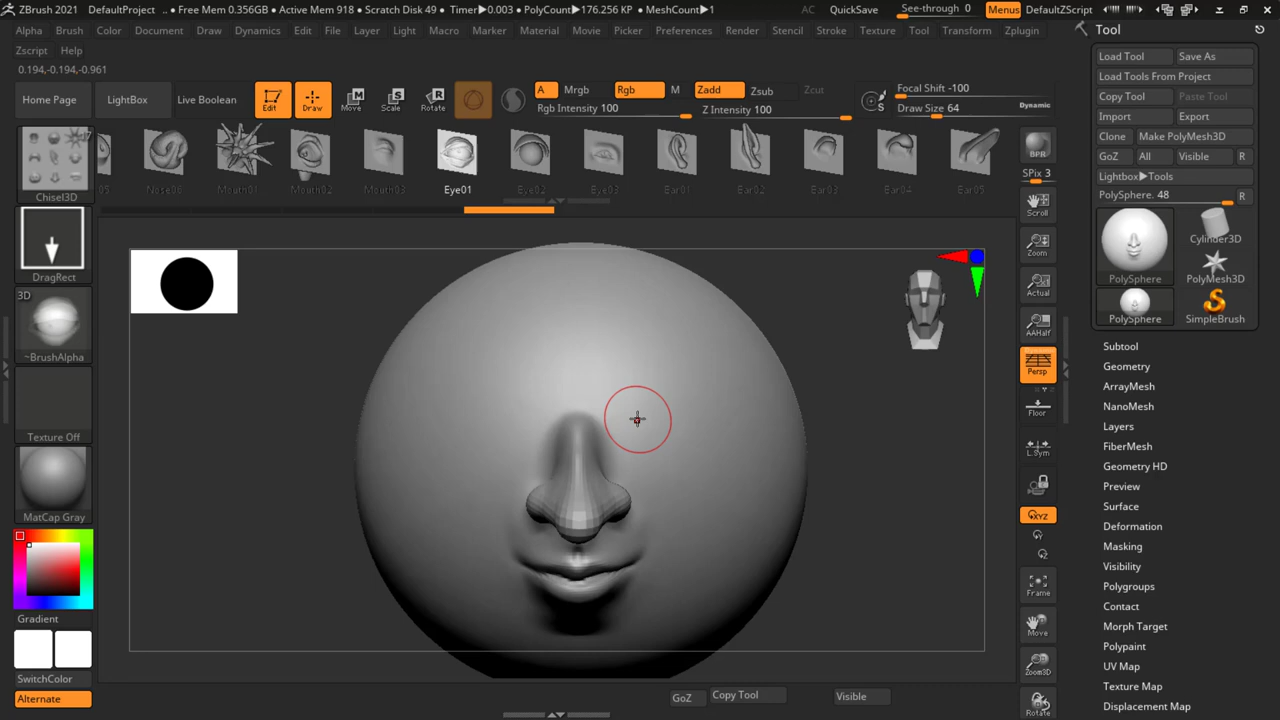 ZBrush 2021 DefaultProject .. • Free Mem 0.356GB • Active Mem 918 • Scratch Disk 49 • Timer▶0.003 • PolyCount▶176.256 KP • MeshCount▶1 AC QuickSave See-through 0 Menus DefaultZScript
Alpha Brush Color Document Draw Dynamics Edit File Layer Light Macro Marker Material Movie Picker Preferences Render Stencil Stroke Texture Tool Transform Zplugin
Zscript Help
0.194,-0.194,-0.961
Home Page LightBox Live Boolean Edit Draw Move Scale Rotate
A Mrgb Rgb M Zadd Zsub Zcut
Rgb Intensity 100 Z Intensity 100
Focal Shift -100
Draw Size 64 Dynamic
Chisel3D
05 Nose06 Mouth01 Mouth02 Mouth03 Eye01 Eye02 Eye03 Ear01 Ear02 Ear03 Ear04 Ear05
DragRect
3D
~BrushAlpha
Texture Off
MatCap Gray
Gradient
SwitchColor
Alternate
BPR
SPix 3
Scroll
Zoom
Actual
AAHalf
Persp
Floor
L.Sym
XYZ
Frame
Move
Zoom3D
Rotate
Tool
Load Tool Save As
Load Tools From Project
Copy Tool Paste Tool
Import Export
Clone Make PolyMesh3D
GoZ All Visible R
Lightbox▶Tools
PolySphere. 48 R
PolySphere Cylinder3D
PolyMesh3D
PolySphere SimpleBrush
Subtool
Geometry
ArrayMesh
NanoMesh
Layers
FiberMesh
Geometry HD
Preview
Surface
Deformation
Masking
Visibility
Polygroups
Contact
Morph Target
Polypaint
UV Map
Texture Map
Displacement Map
GoZ Copy Tool Visible